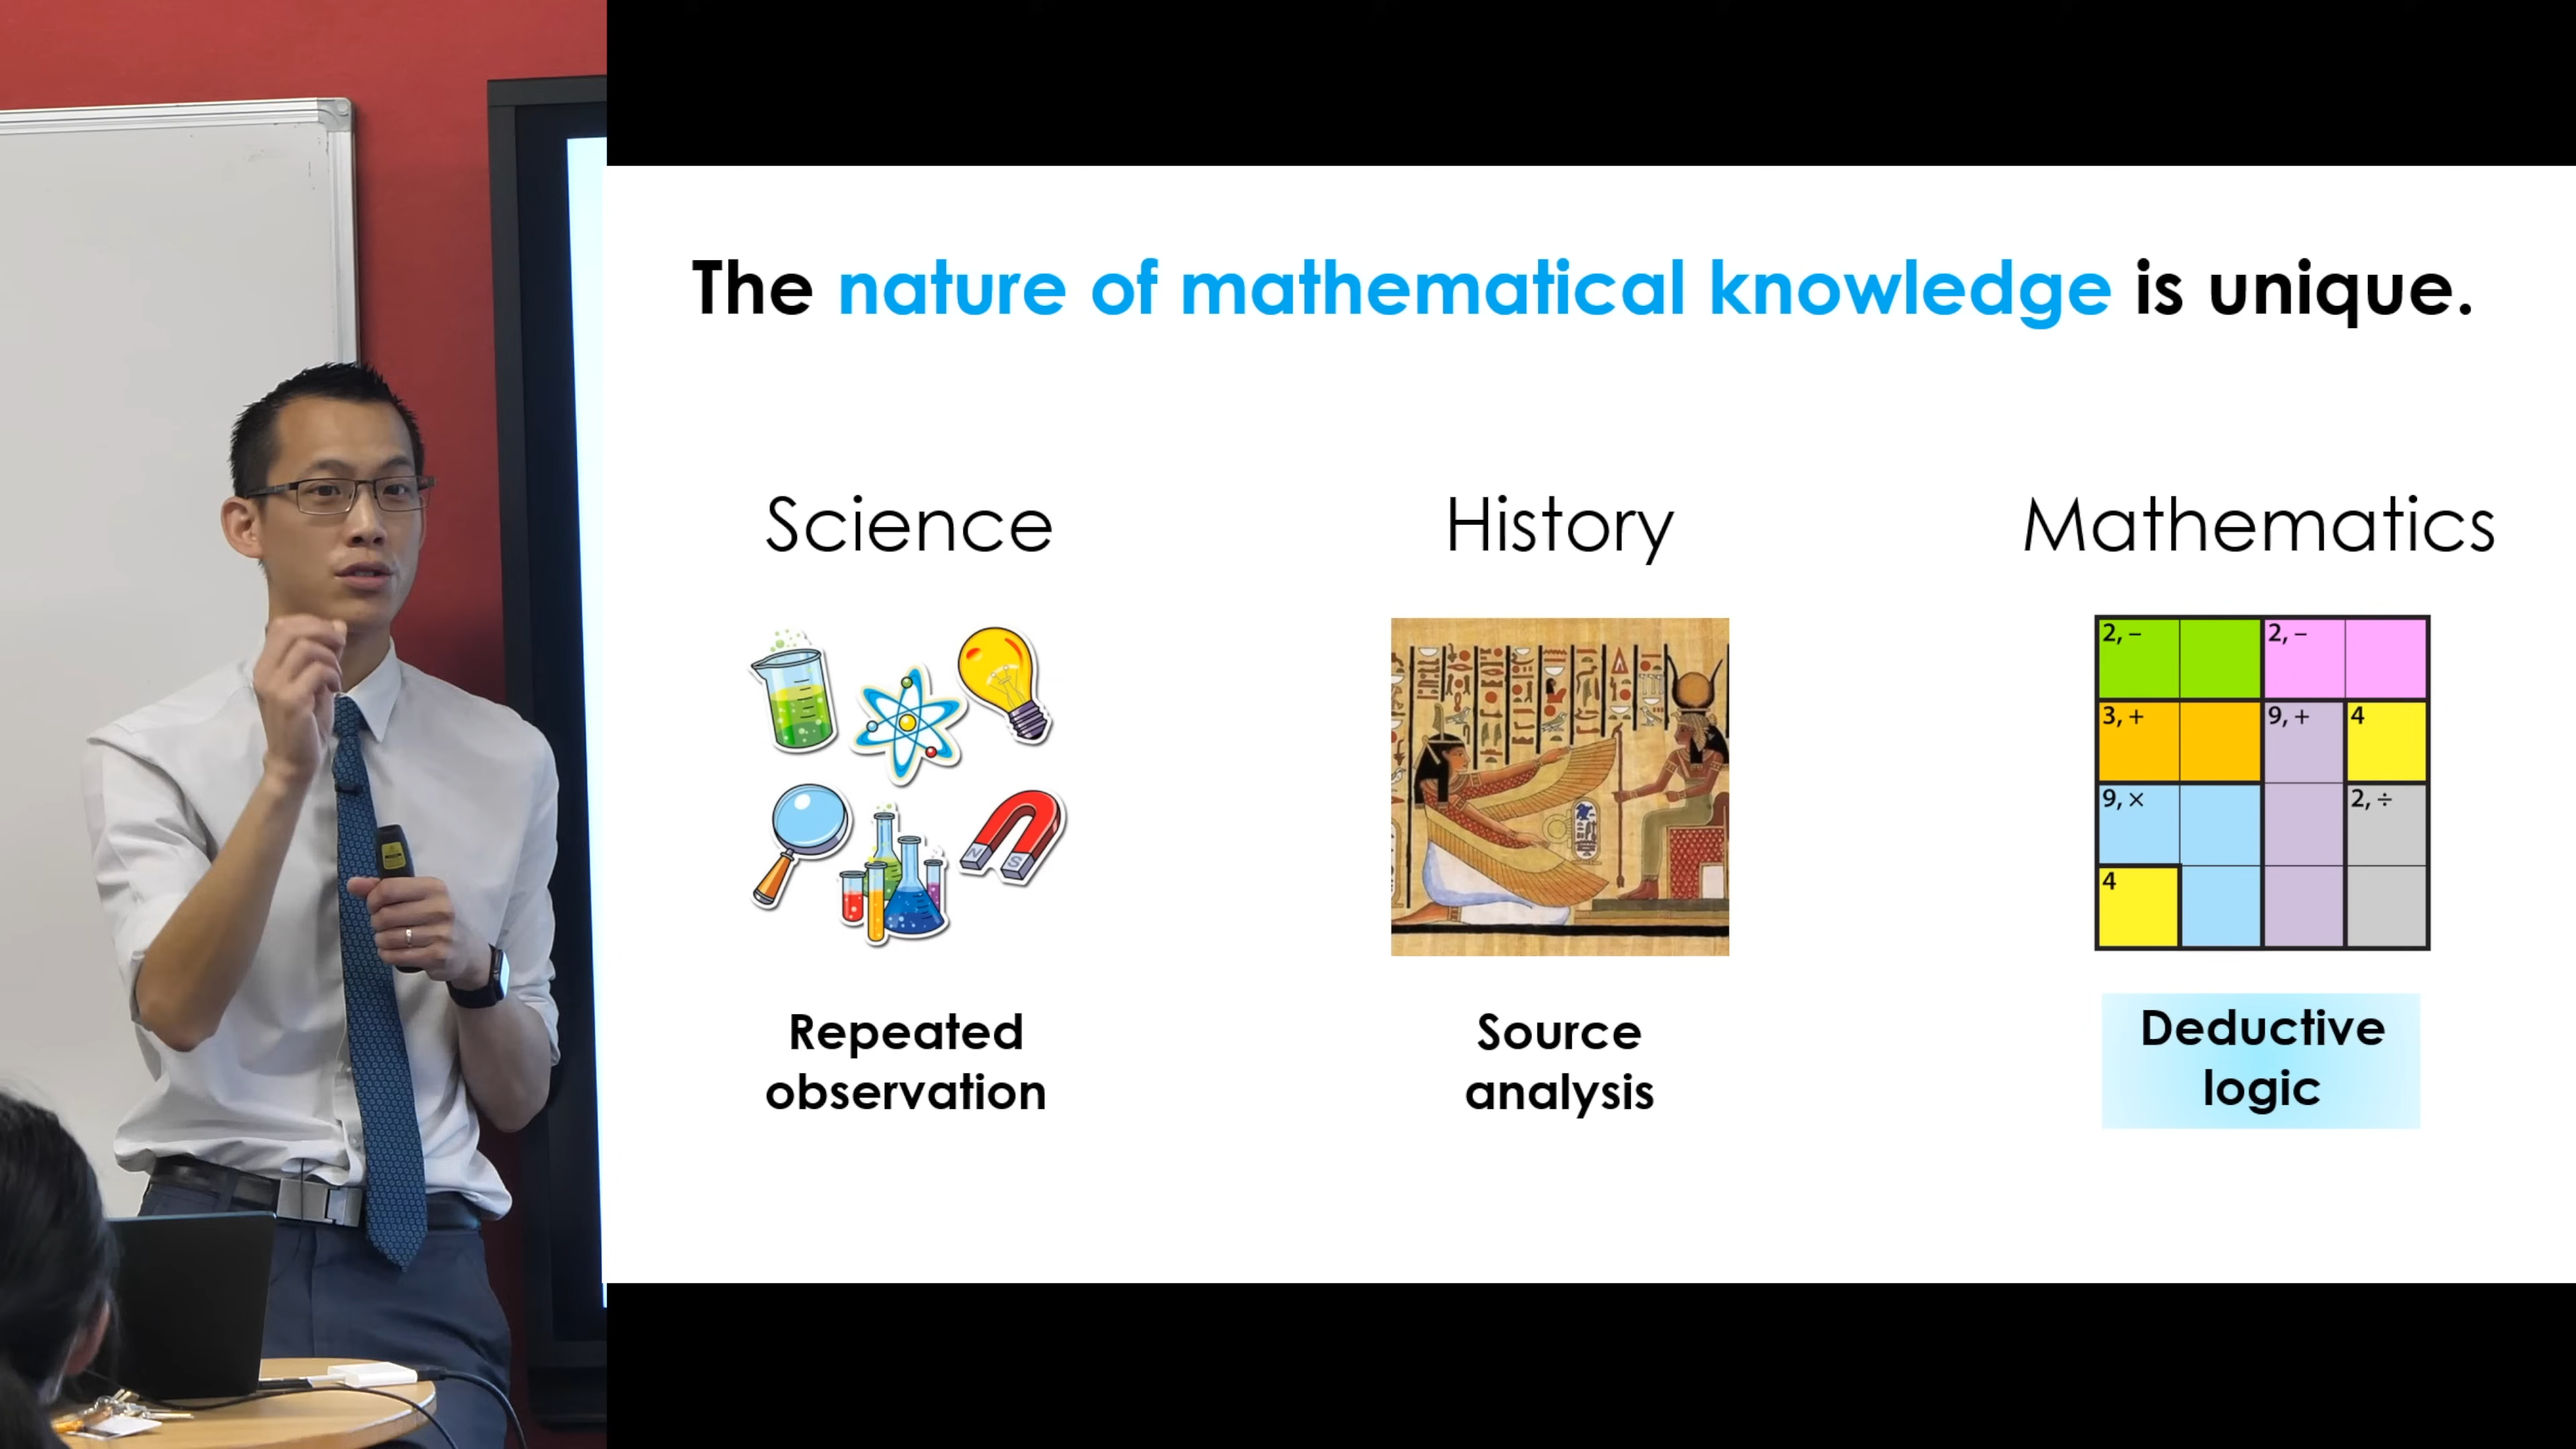 The nature of mathematical knowledge is unique.
Science
History
Mathematics
N S
2, –
2, –
3, +
9, +
4
9, ×
2, ÷
4
Repeated
observation
Source
analysis
Deductive
logic